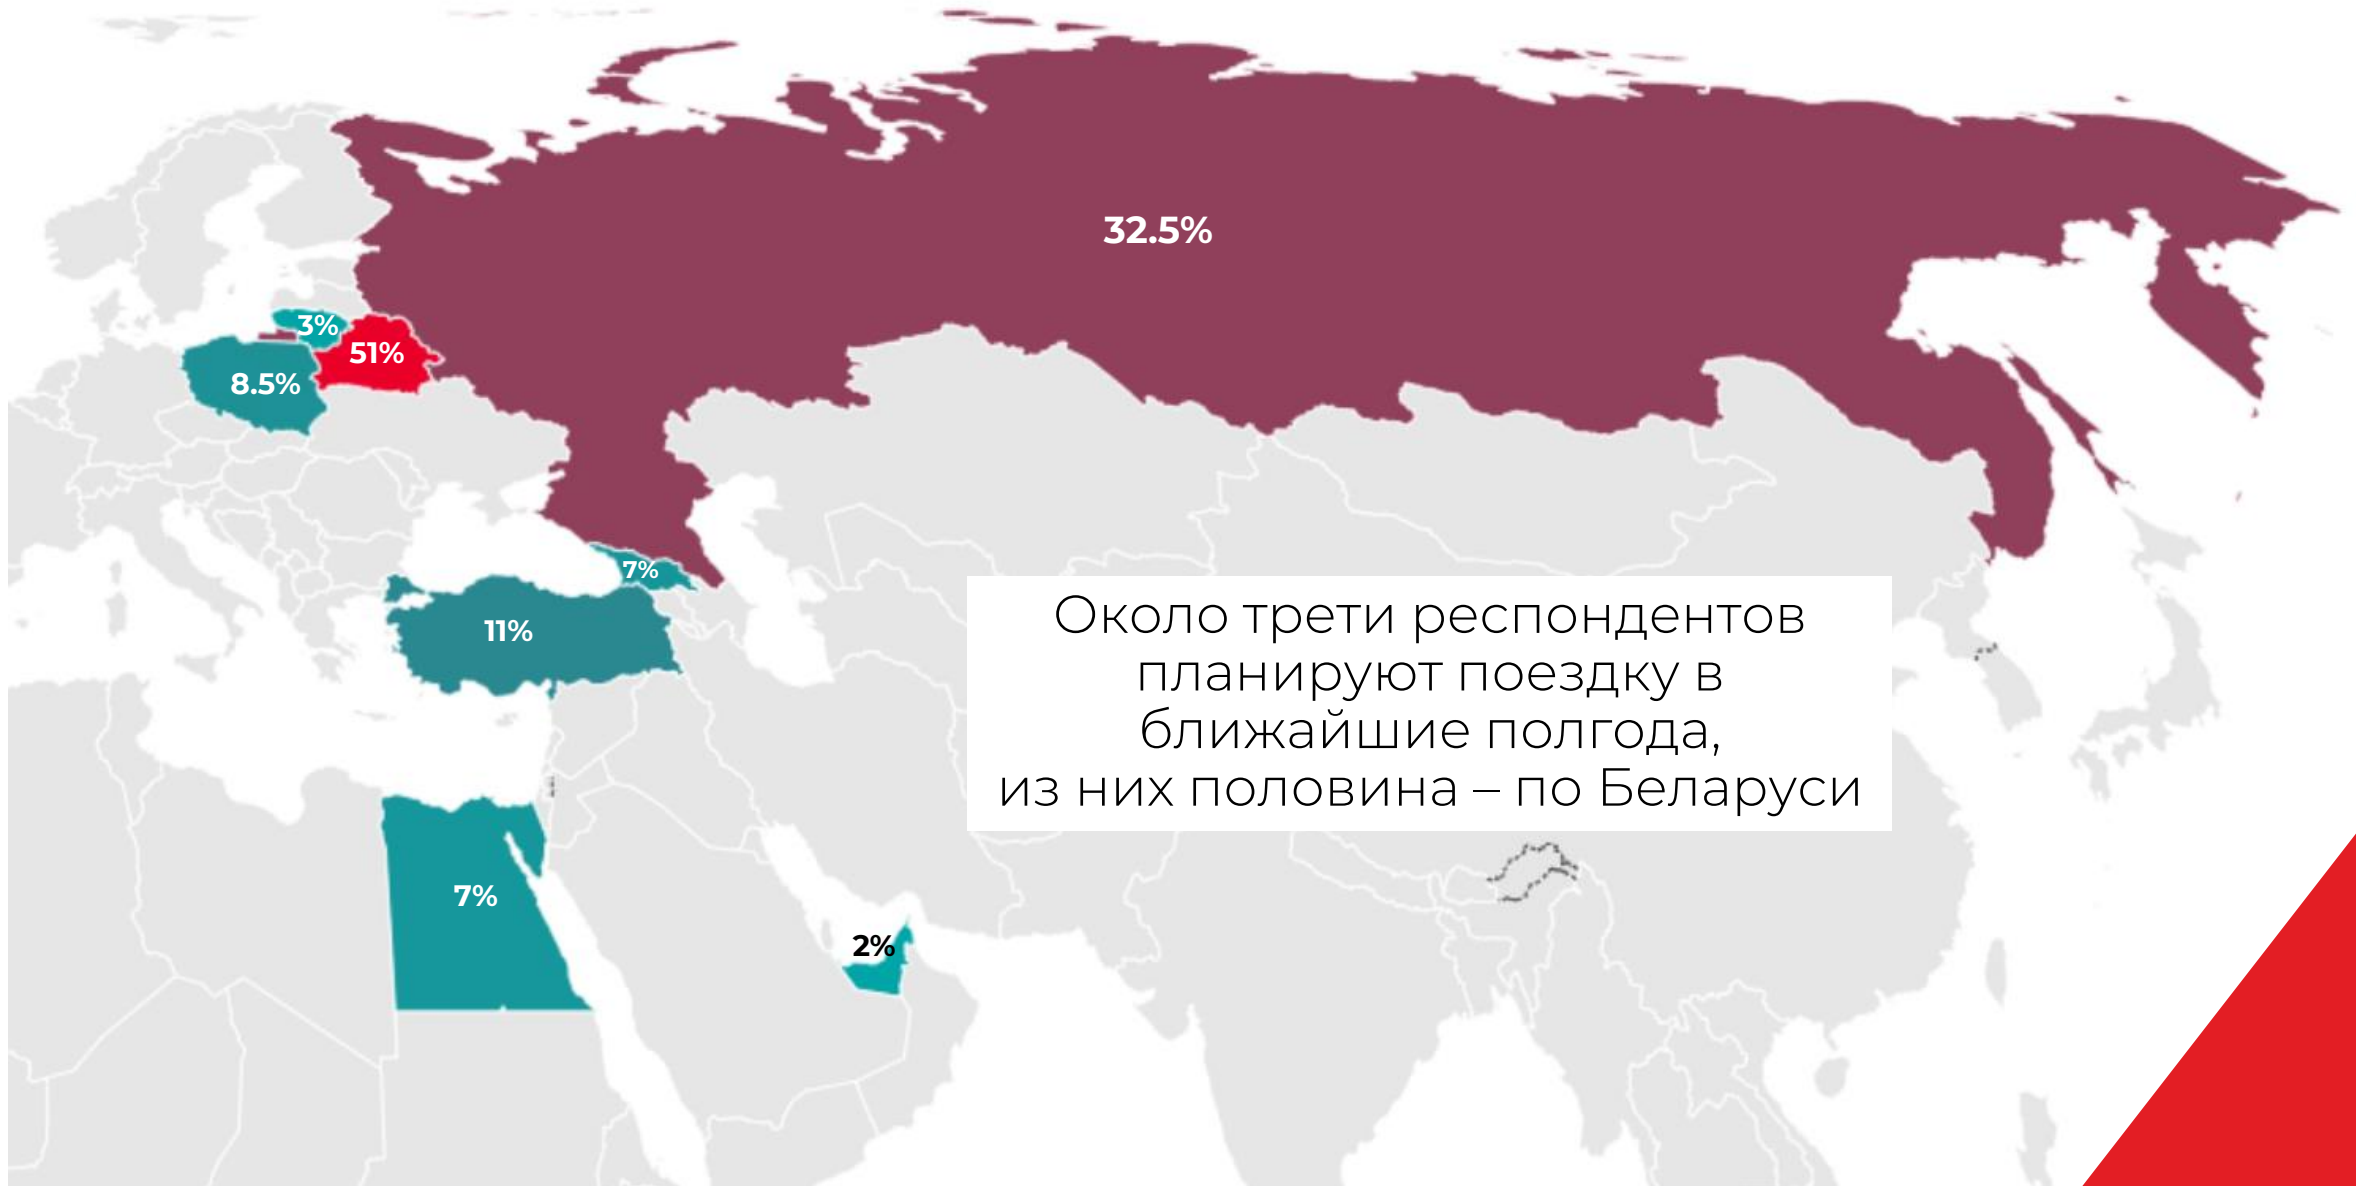 32.5%
3%
51%
8.5%
7%
11%
Около трети респондентов
планируют поездку в
ближайшие полгода,
из них половина – по Беларуси
7%
2%